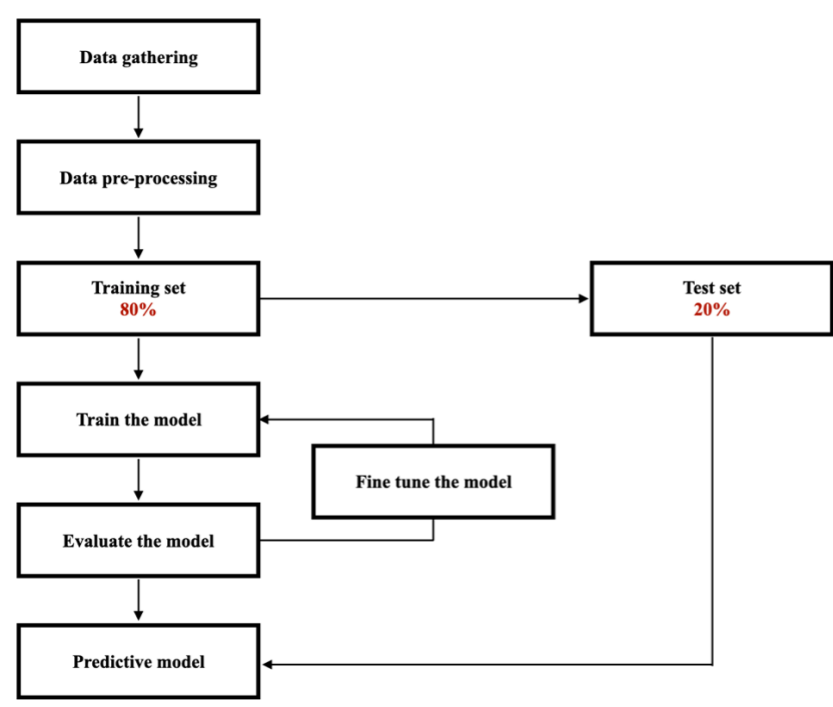 Data gathering
Data pre-processing
Training set
80%
Test set
20%
Train the model
Fine tune the model
Evaluate the model
Predictive model